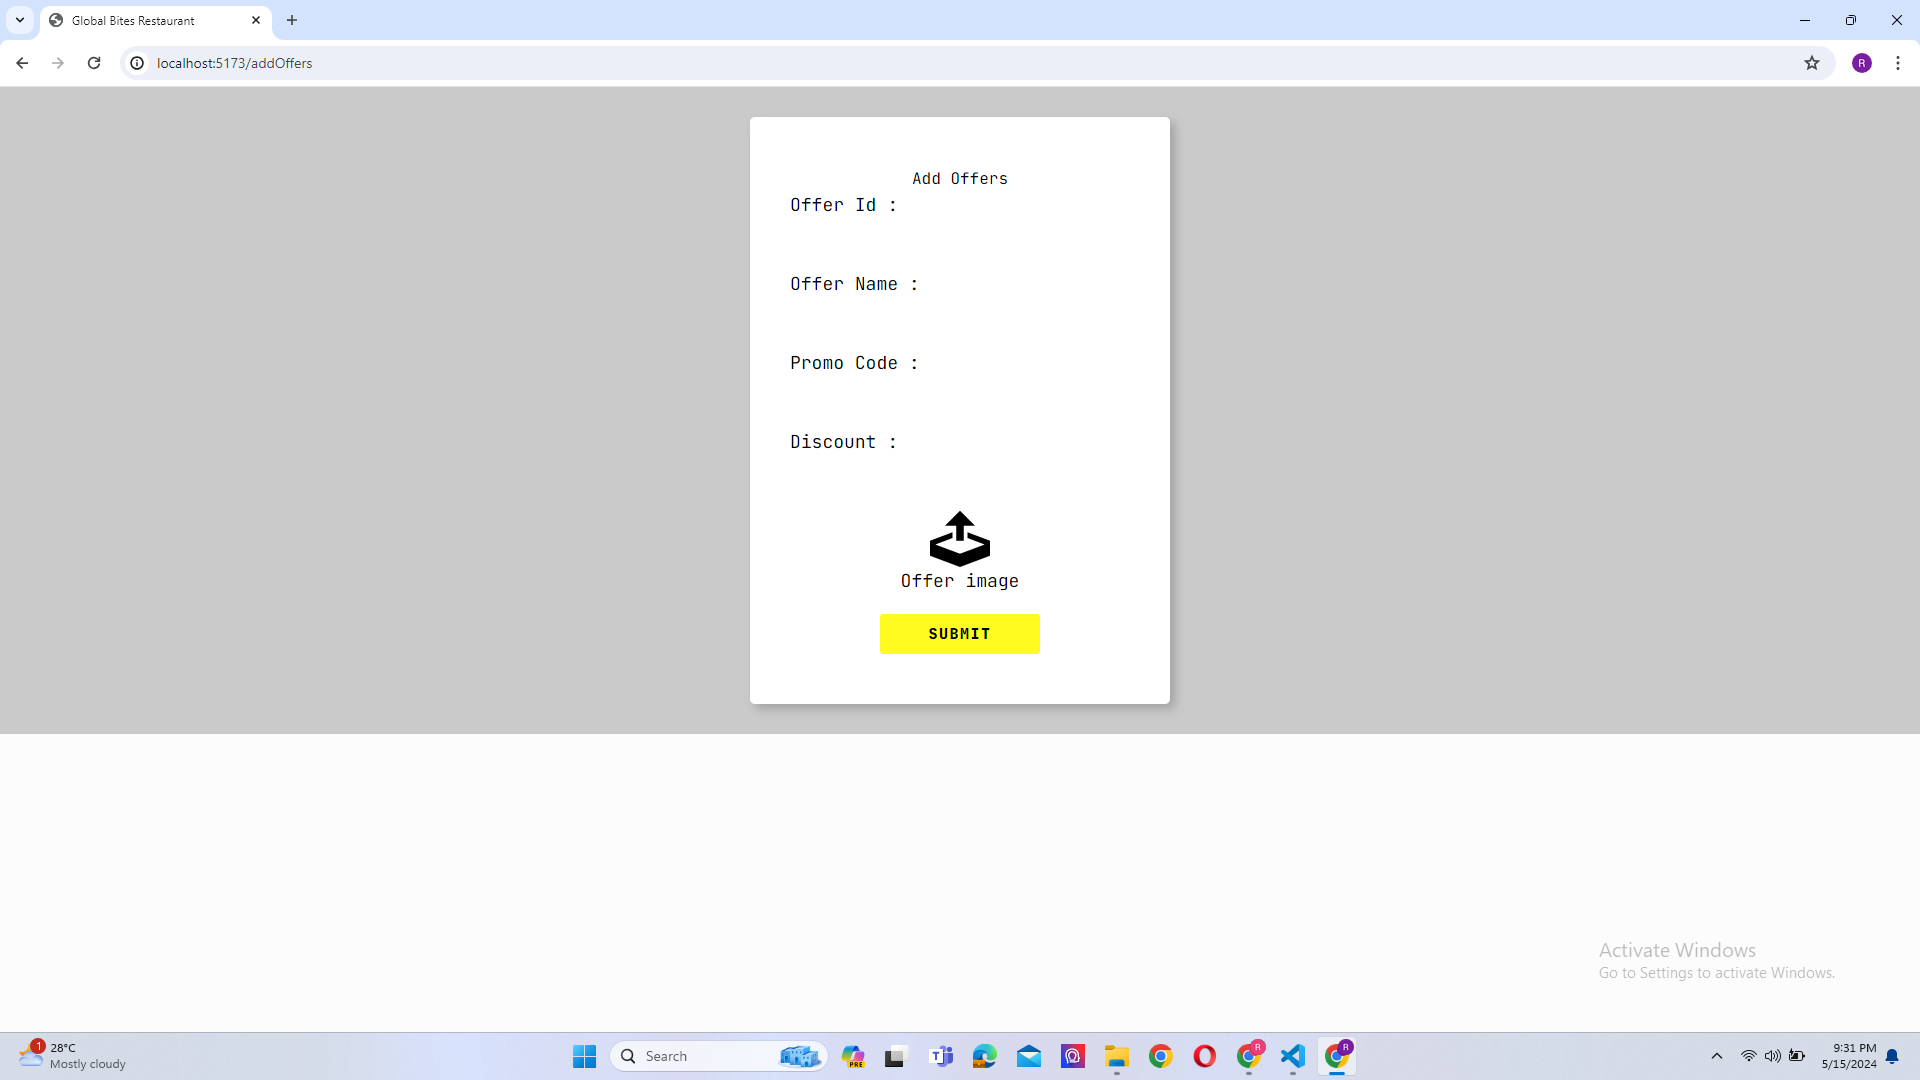 Global Bites Restaurant
localhost:5173/addOffers
R
Add Offers
Offer Id :
Offer Name :
Promo Code :
Discount :
Offer image
SUBMIT
Activate Windows
Go to Settings to activate Windows.
1
28°C
Mostly cloudy
Search
PRE
T
R
R
9:31 PM
5/15/2024